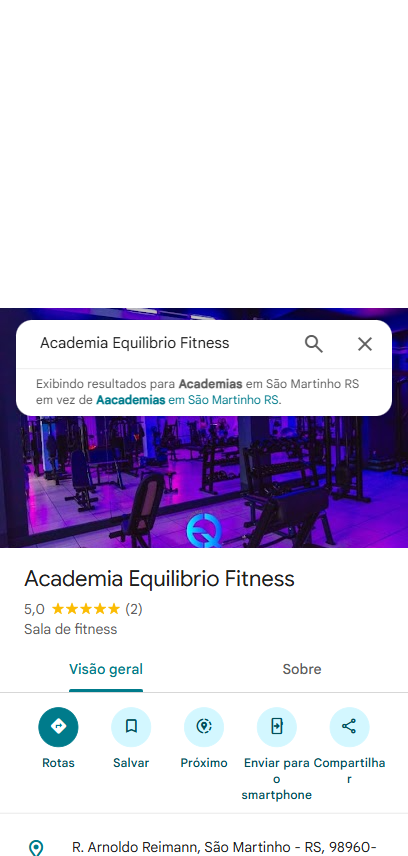 Academia Equilibrio Fitness
Exibindo resultados para Academias em São Martinho RS
em vez de Aacademias em São Martinho RS.
EQ
Academia Equilibrio Fitness
5,0 (2)
Sala de fitness
Visão geral
Sobre
Rotas
Salvar
Próximo
Enviar para
o
smartphone
Compartilha
r
R. Arnoldo Reimann, São Martinho - RS, 98960-